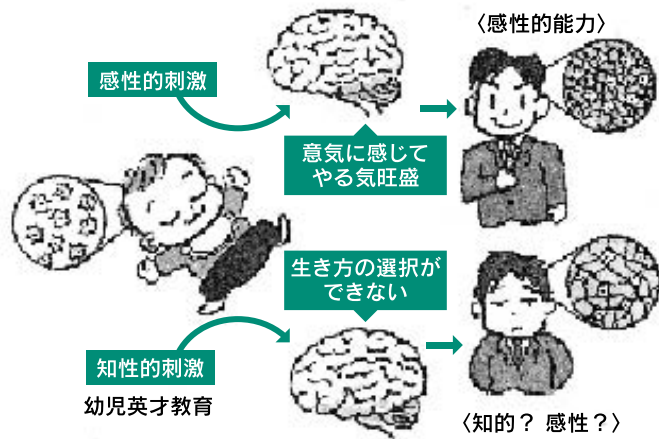 〈感性的能力〉
感性的刺激
意気に感じて
やる気旺盛
生き方の選択が
できない
知性的刺激
幼児英才教育
〈知的？ 感性？〉